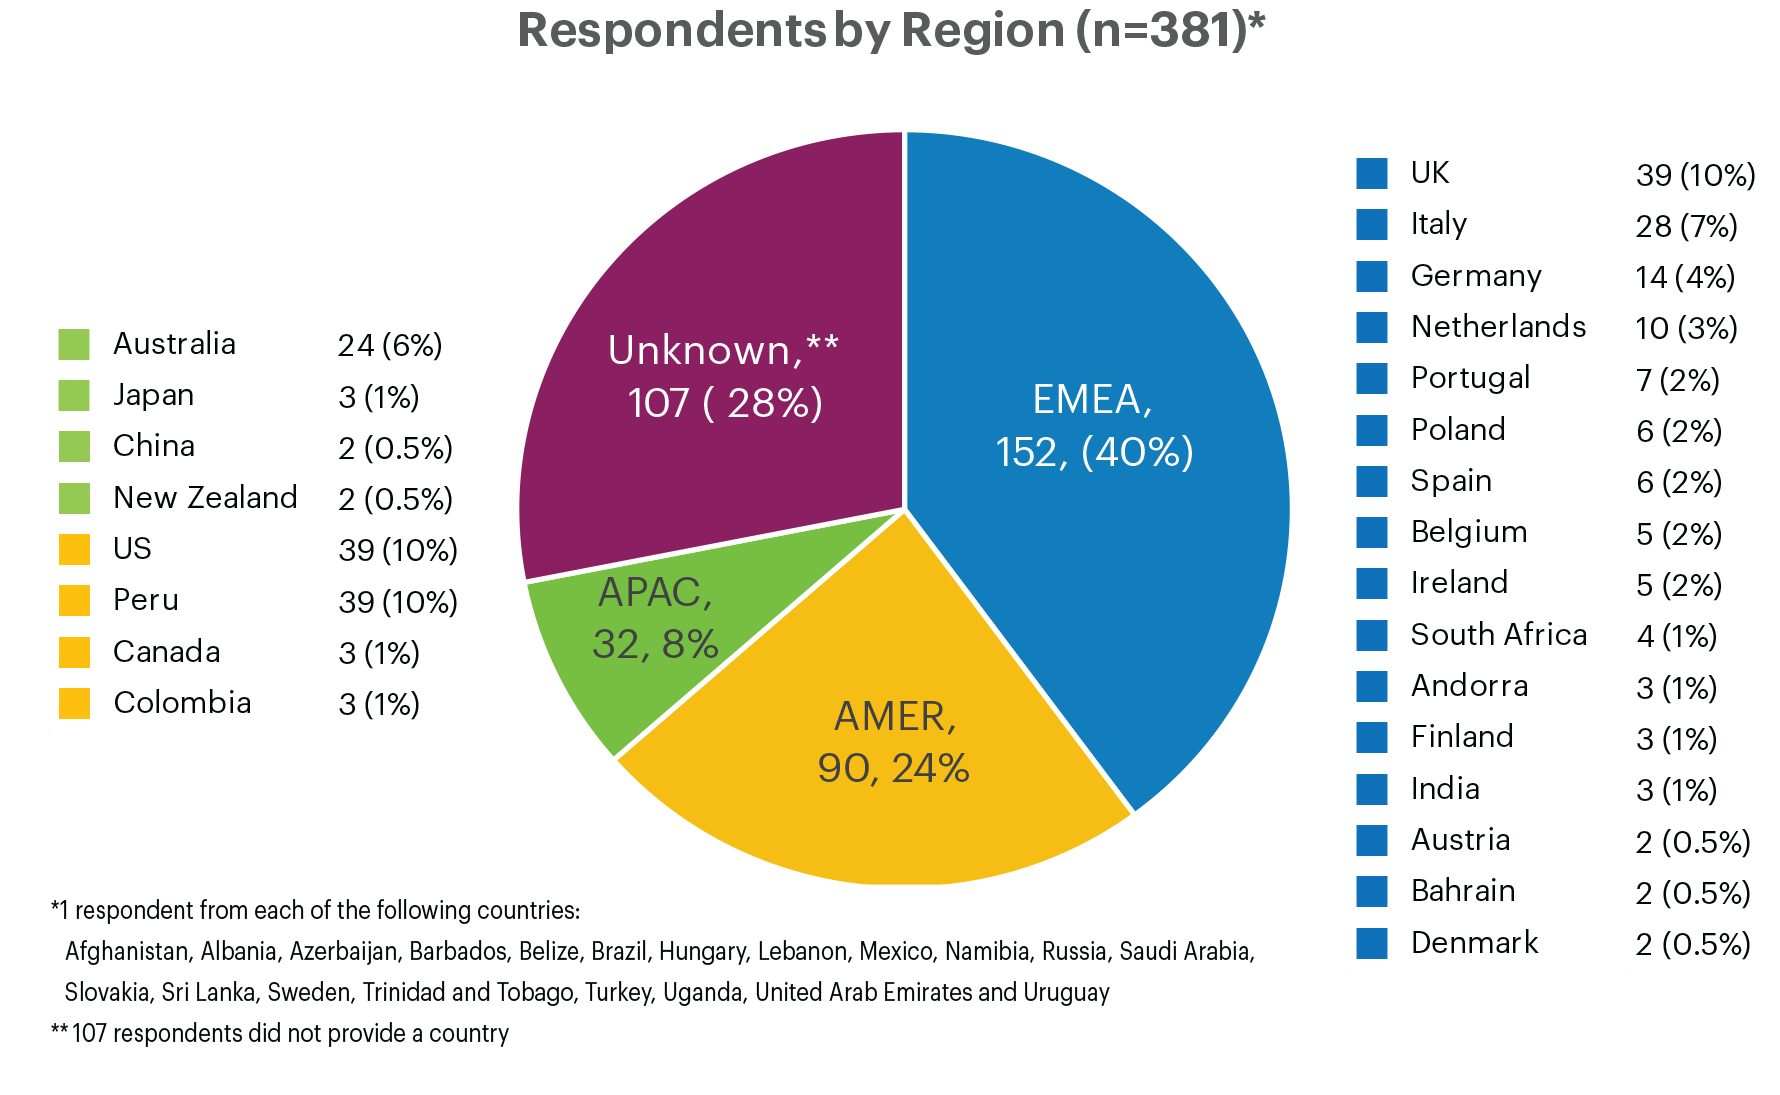 Respondents by Region (n=381)*
Australia 24 (6%)
Japan 3 (1%)
China 2 (0.5%)
New Zealand 2 (0.5%)
US 39 (10%)
Peru 39 (10%)
Canada 3 (1%)
Colombia 3 (1%)
Unknown,**
107 ( 28%)
EMEA,
152, (40%)
APAC,
32, 8%
AMER,
90, 24%
UK 39 (10%)
Italy 28 (7%)
Germany 14 (4%)
Netherlands 10 (3%)
Portugal 7 (2%)
Poland 6 (2%)
Spain 6 (2%)
Belgium 5 (2%)
Ireland 5 (2%)
South Africa 4 (1%)
Andorra 3 (1%)
Finland 3 (1%)
India 3 (1%)
Austria 2 (0.5%)
Bahrain 2 (0.5%)
Denmark 2 (0.5%)
*1 respondent from each of the following countries:
Afghanistan, Albania, Azerbaijan, Barbados, Belize, Brazil, Hungary, Lebanon, Mexico, Namibia, Russia, Saudi Arabia,
Slovakia, Sri Lanka, Sweden, Trinidad and Tobago, Turkey, Uganda, United Arab Emirates and Uruguay
** 107 respondents did not provide a country